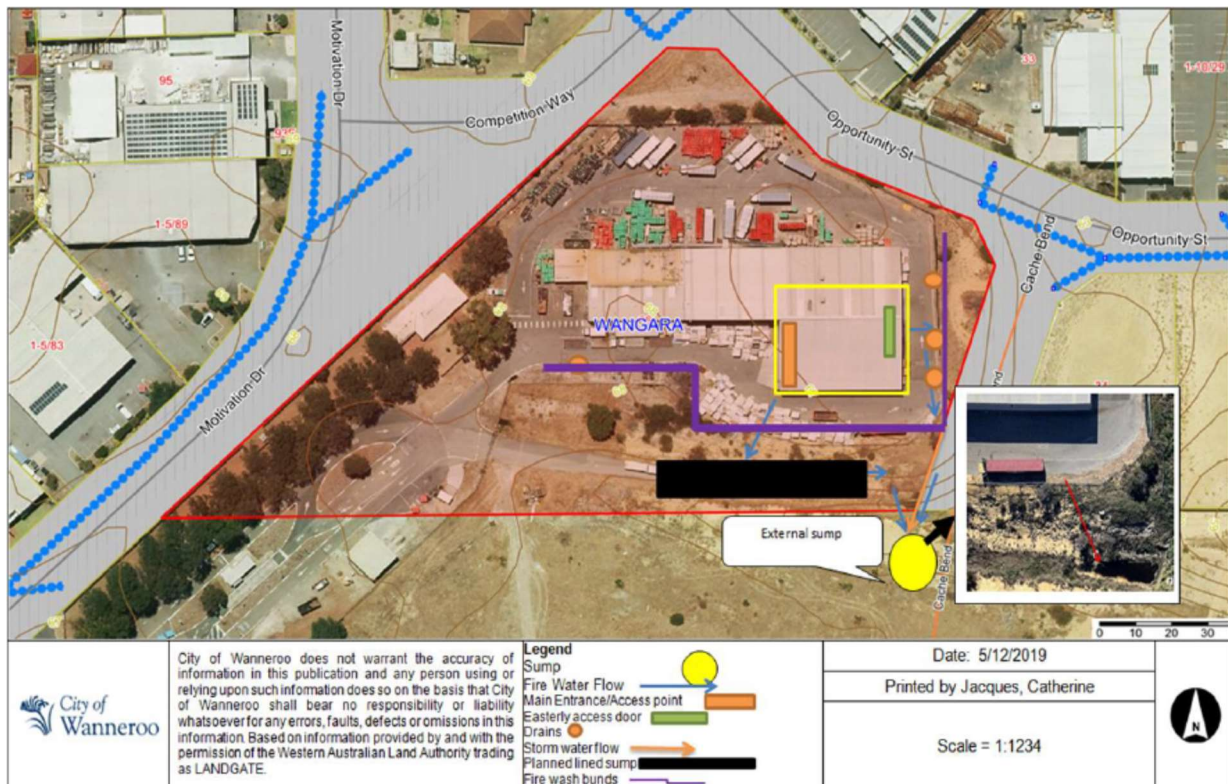 95
Motivation Dr
Competition Way
33
1-10/29
Opportunity St
1-5/89
Cache Bend
Opportunity St
WANGARA
1-5/83
Motivation Dr
External sump
Cache Bend
0 10 20 30
City of
Wanneroo
City of Wanneroo does not warrant the accuracy of
information in this publication and any person using or
relying upon such information does so on the basis that City
of Wanneroo shall bear no responsibility or liability
whatsoever for any errors, faults, defects or omissions in this
information. Based on information provided by and with the
permission of the Western Australian Land Authority trading
as LANDGATE.
Legend
Sump
Fire Water Flow
Main Entrance/Access point
Easterly access door
Drains
Storm water flow
Planned lined sump
Fire wash bunds
Date: 5/12/2019
Printed by Jacques, Catherine
Scale = 1:1234
N